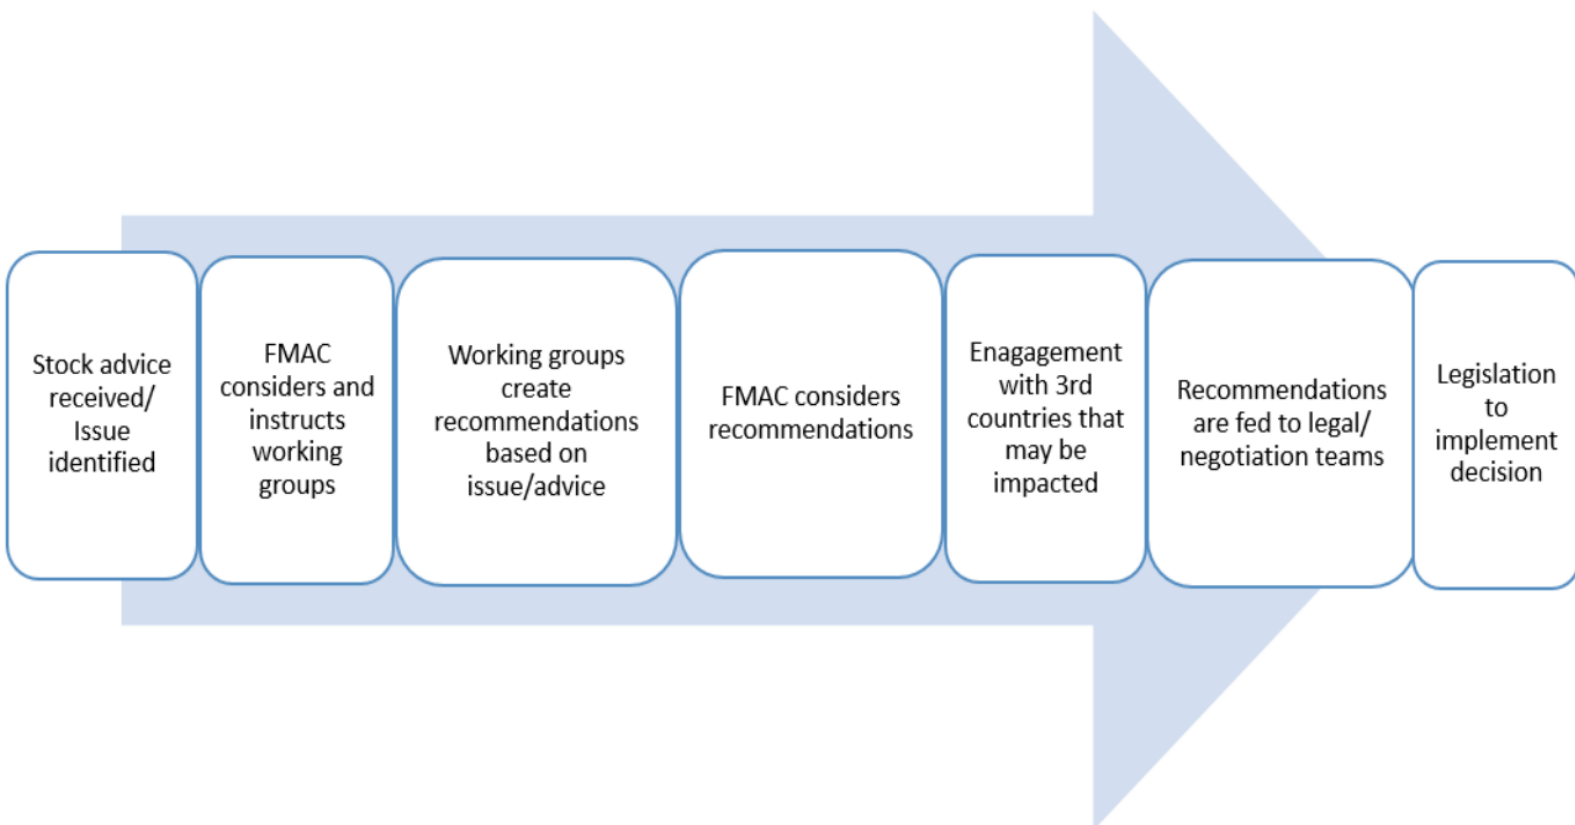 Stock advice
received/
Issue
identified
FMAC
considers and
instructs
working
groups
Working groups
create
recommendations
based on
issue/advice
FMAC considers
recommendations
Enagagement
with 3rd
countries that
may be
impacted
Recommendations
are fed to legal/
negotiation teams
Legislation
to
implement
decision